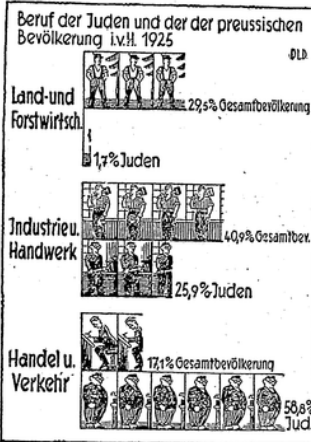 Beruf der Juden und der der preussischen
Bevölkerung i.v.H. 1925
DLD
Land-und
Forstwirtsch.
29,5% Gesamtbevölkerung
1,7% Juden
Industrie u.
Handwerk
40,9% Gesamtbev.
25,9% Juden
Handel u.
Verkehr
17,1% Gesamtbevölkerung
58,8%
Jud